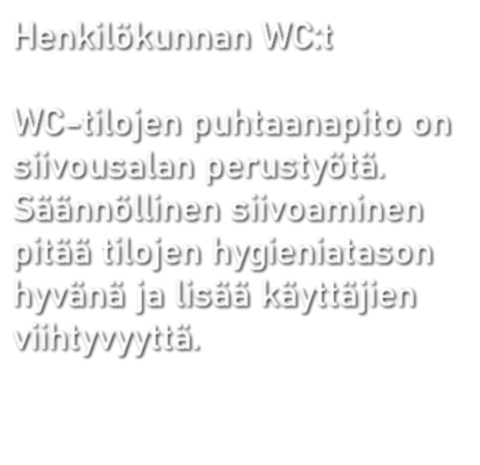 Henkilökunnan WC:t
WC-tilojen puhtaanapito on
siivousalan perustyötä.
Säännöllinen siivoaminen
pitää tilojen hygieniatason
hyvänä ja lisää käyttäjien
viihtyvyyttä.